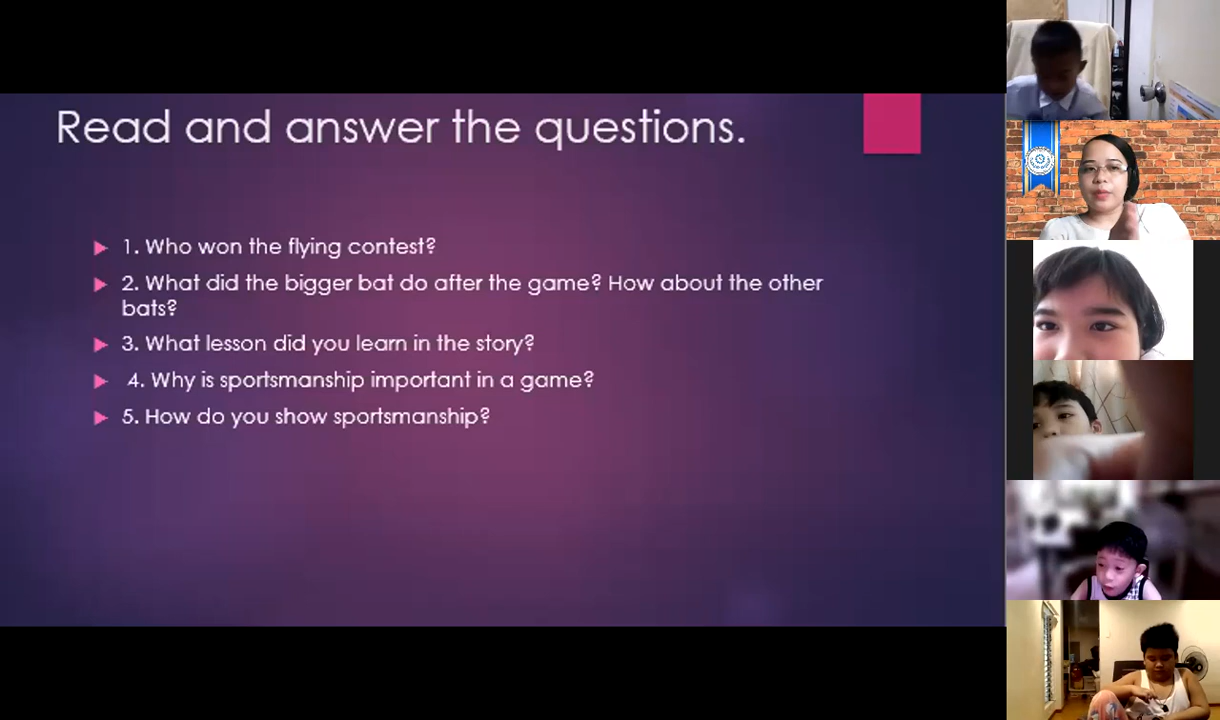 Read and answer the questions.
1. Who won the flying contest?
2. What did the bigger bat do after the game? How about the other
bats?
3. What lesson did you learn in the story?
4. Why is sportsmanship important in a game?
5. How do you show sportsmanship?